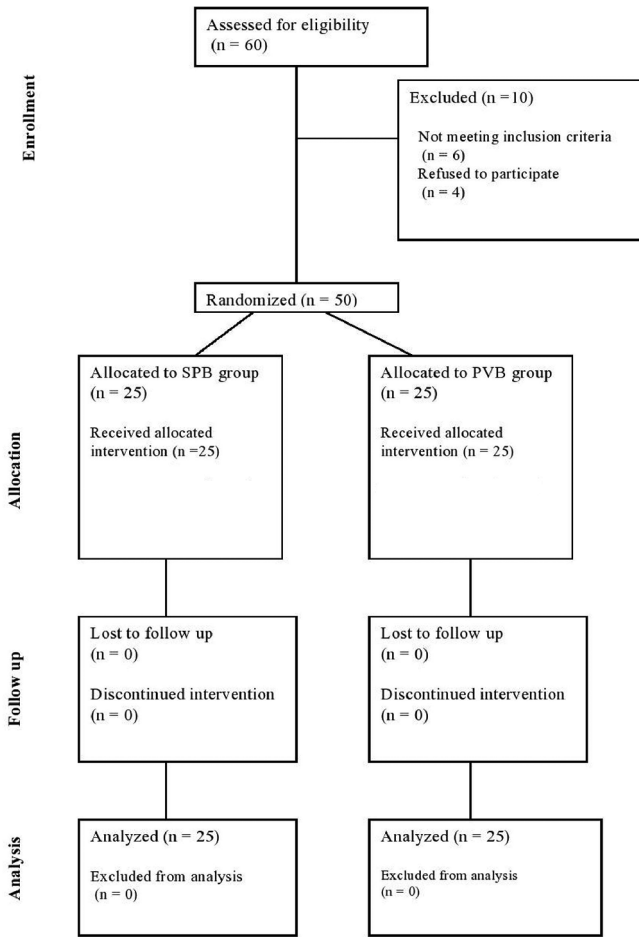 Assessed for eligibility
(n = 60)
Enrollment
Excluded (n =10)
Not meeting inclusion criteria
(n = 6)
Refused to participate
(n = 4)
Randomized (n = 50)
Allocation
Allocated to SPB group
(n = 25)
Received allocated
intervention (n =25)
Allocated to PVB group
(n = 25)
Received allocated
intervention (n = 25)
Follow up
Lost to follow up
(n = 0)
Discontinued intervention
(n = 0)
Lost to follow up
(n = 0)
Discontinued intervention
(n = 0)
Analysis
Analyzed (n = 25)
Excluded from analysis
(n = 0)
Analyzed (n = 25)
Excluded from analysis
(n = 0)